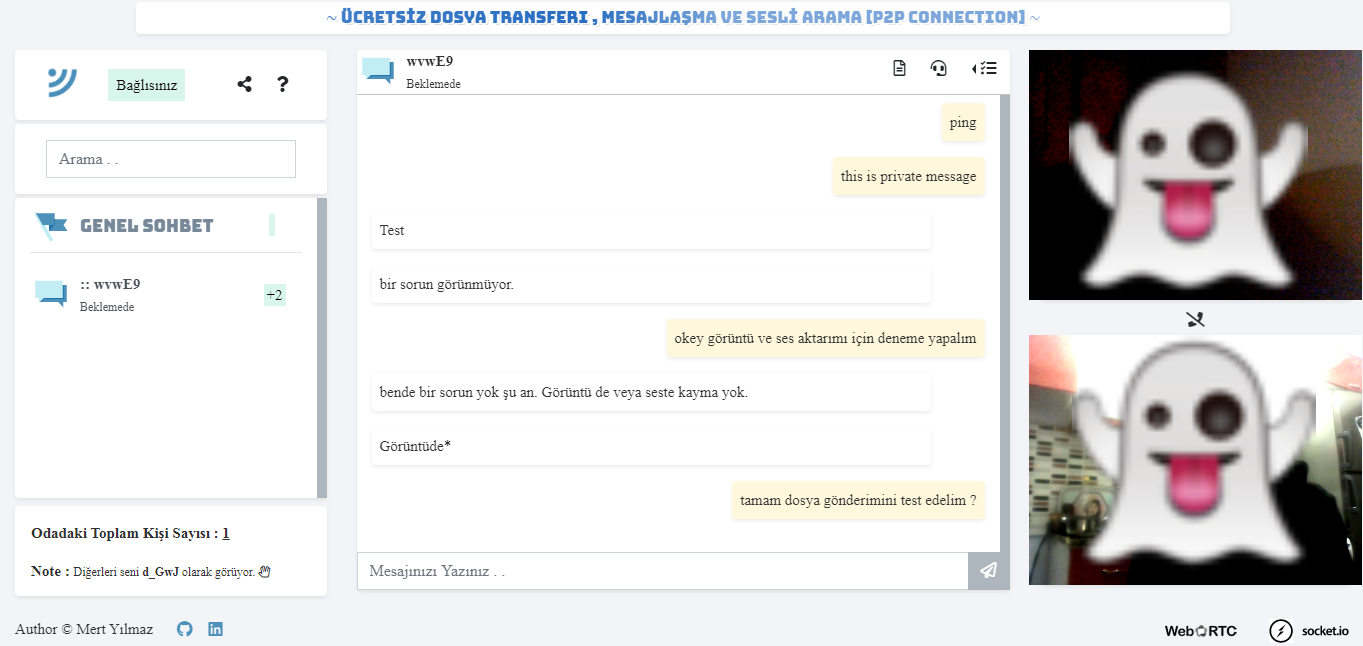 ~ ÜCRETSİZ DOSYA TRANSFERI , MESAJLAŞMA VE SESLİ ARAMA [P2P CONNECTION] ~
Bağlısınız
Arama . .
GENEL SOHBET
:: wvwE9
Beklemede
+2
Odadaki Toplam Kişi Sayısı : 1
Note : Diğerleri seni d_GwJ olarak görüyor.
wvwE9
Beklemede
ping
this is private message
Test
bir sorun görünmüyor.
okey görüntü ve ses aktarımı için deneme yapalım
bende bir sorun yok şu an. Görüntü de veya seste kayma yok.
Görüntüde*
tamam dosya gönderimini test edelim ?
Mesajınızı Yazınız . .
Author © Mert Yılmaz
WebRTC
socket.io